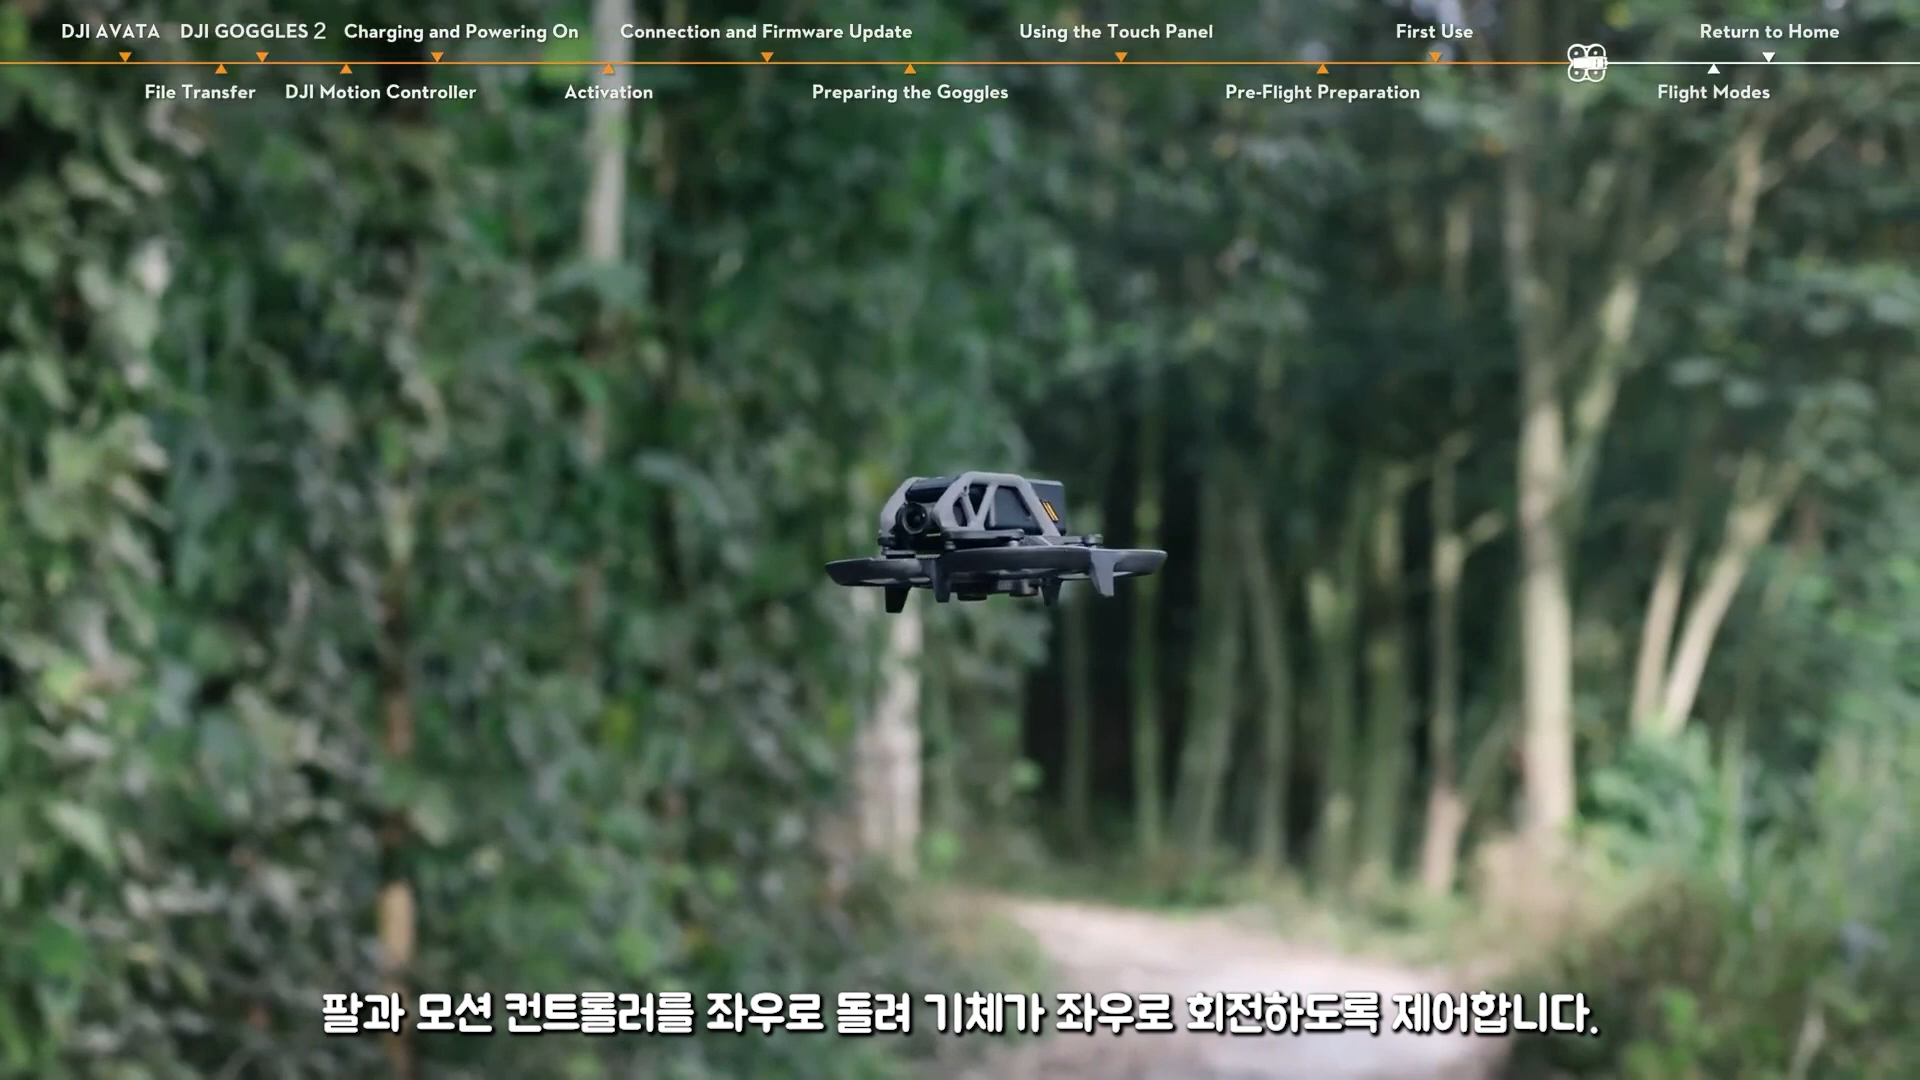 DJI AVATA DJI GOGGLES 2 Charging and Powering On Connection and Firmware Update Using the Touch Panel First Use Return to Home
File Transfer DJI Motion Controller Activation Preparing the Goggles Pre-Flight Preparation Flight Modes
팔과 모션 컨트롤러를 좌우로 돌려 기체가 좌우로 회전하도록 제어합니다.